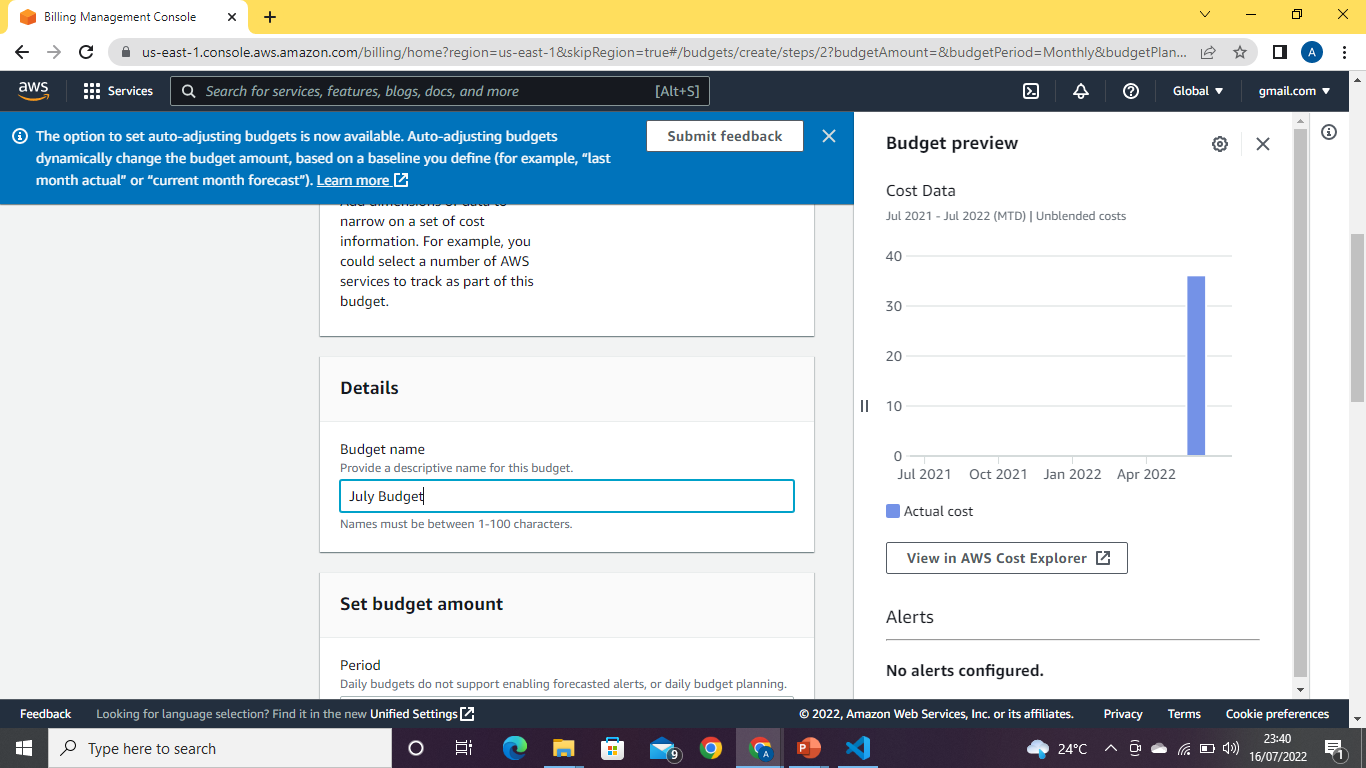 Billing Management Console
us-east-1.console.aws.amazon.com/billing/home?region=us-east-1&skipRegion=true#/budgets/create/steps/2?budgetAmount=&budgetPeriod=Monthly&budgetPlan...
A
aws
Services
Search for services, features, blogs, docs, and more
[Alt+S]
Global
gmail.com
The option to set auto-adjusting budgets is now available. Auto-adjusting budgets
dynamically change the budget amount, based on a baseline you define (for example, "last
month actual" or "current month forecast"). Learn more
Submit feedback
Add dimensions of data to
narrow on a set of cost
information. For example, you
could select a number of AWS
services to track as part of this
budget.
Details
Budget name
Provide a descriptive name for this budget.
July Budget
Names must be between 1-100 characters.
Set budget amount
Period
Daily budgets do not support enabling forecasted alerts, or daily budget planning.
Budget preview
Cost Data
Jul 2021 - Jul 2022 (MTD) | Unblended costs
40
30
20
10
0
Jul 2021 Oct 2021 Jan 2022 Apr 2022
Actual cost
View in AWS Cost Explorer
Alerts
No alerts configured.
Feedback
Looking for language selection? Find it in the new Unified Settings
© 2022, Amazon Web Services, Inc. or its affiliates.
Privacy
Terms
Cookie preferences
Type here to search
9
A
24°C
23:40
16/07/2022
1